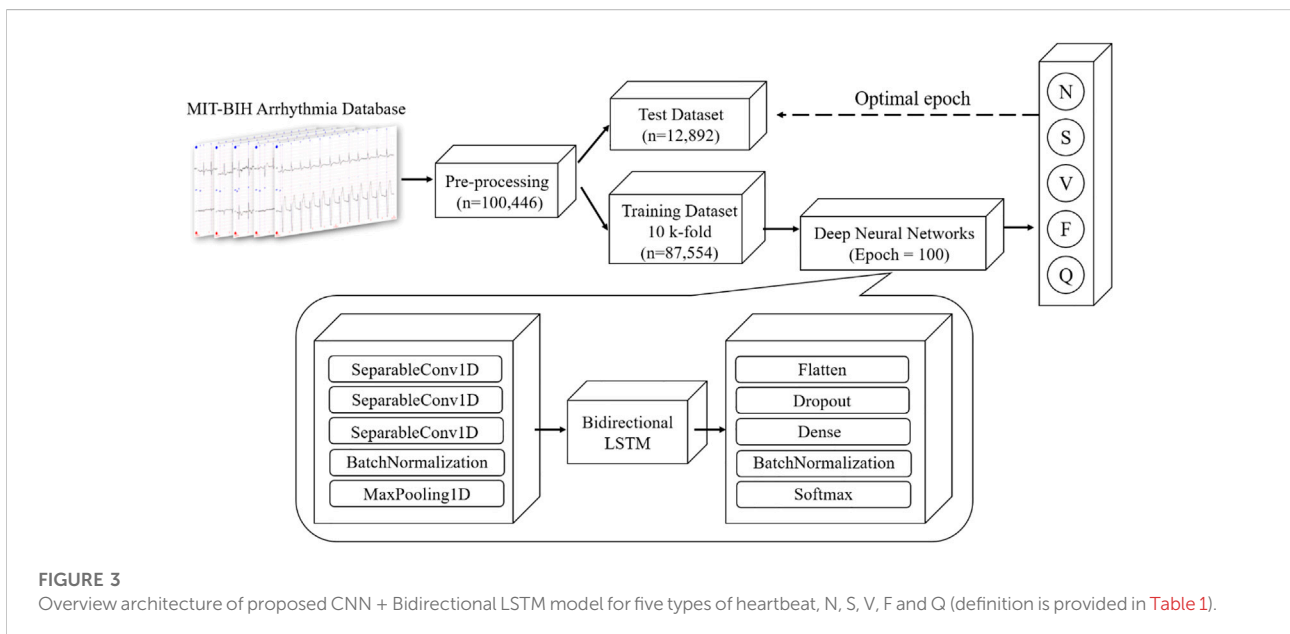 MIT-BIH Arrhythmia Database
Pre-processing
(n=100,446)
Test Dataset
(n=12,892)
Training Dataset
10 k-fold
(n=87,554)
Deep Neural Networks
(Epoch = 100)
Optimal epoch
N
S
V
F
Q
SeparableConv1D
SeparableConv1D
SeparableConv1D
BatchNormalization
MaxPooling1D
Bidirectional
LSTM
Flatten
Dropout
Dense
BatchNormalization
Softmax
FIGURE 3
Overview architecture of proposed CNN + Bidirectional LSTM model for five types of heartbeat, N, S, V, F and Q (definition is provided in Table 1).